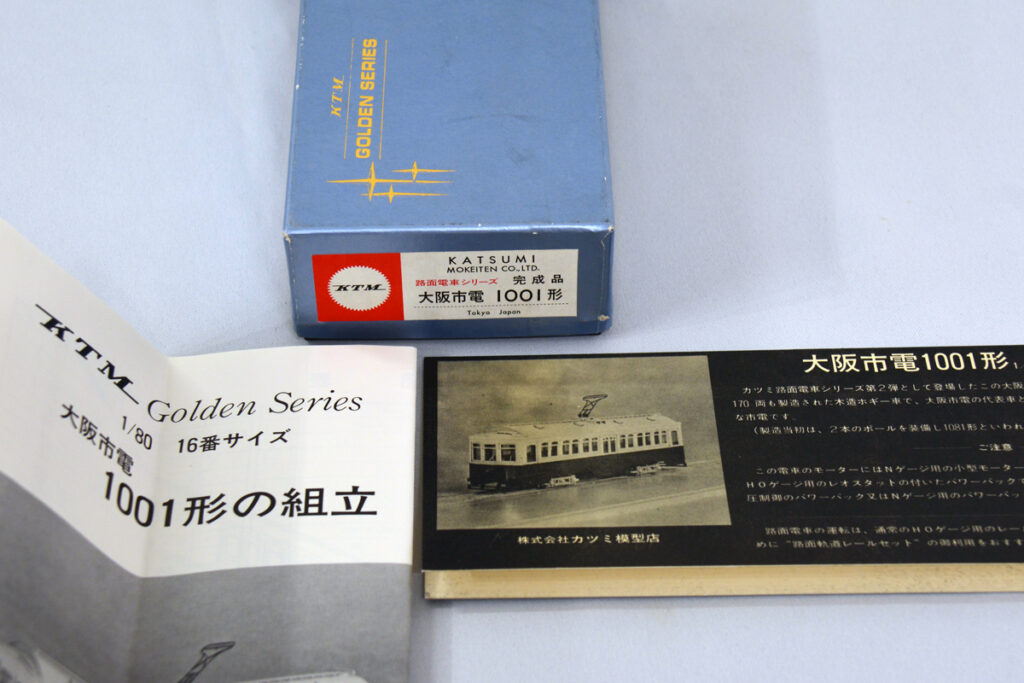 KTM
GOLDEN SERIES
KTM
KATSUMI
MOKEITEN CO.,LTD.
路面電車シリーズ 完成品
大阪市電 1001形
Tokyo Japan
KTM Golden Series
1/80 16番サイズ
大阪市電
1001形の組立
大阪市電1001形
カツミ路面電車シリーズ第2弾として登場したこの大阪
170両も製造された木造ボギー車で、大阪市電の代表車と
な市電です。
(製造当初は、2本のポールを装備し1081形といわれ
ご注意
この電車のモーターにはNゲージ用の小型モーター
HOゲージ用のレオスタットの付いたパワーパックで
圧制御のパワーパック又はNゲージ用のパワーパッ
路面電車の運転は、通常のHOゲージ用のレー
めに"路面軌道レールセット"の御利用をおすす
株式会社カツミ模型店